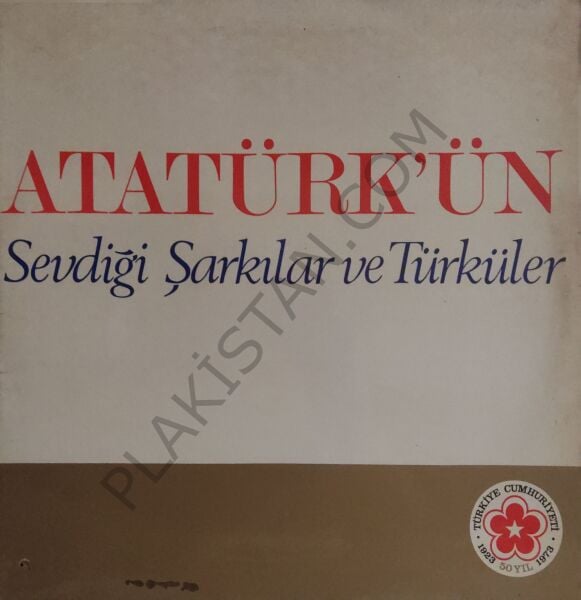 ATATÜRK'ÜN
Sevdiği Şarkılar ve Türküler
PLAKİSTAN.COM
TÜRKİYE CUMHURİYETİ
1923 50 YIL 1973